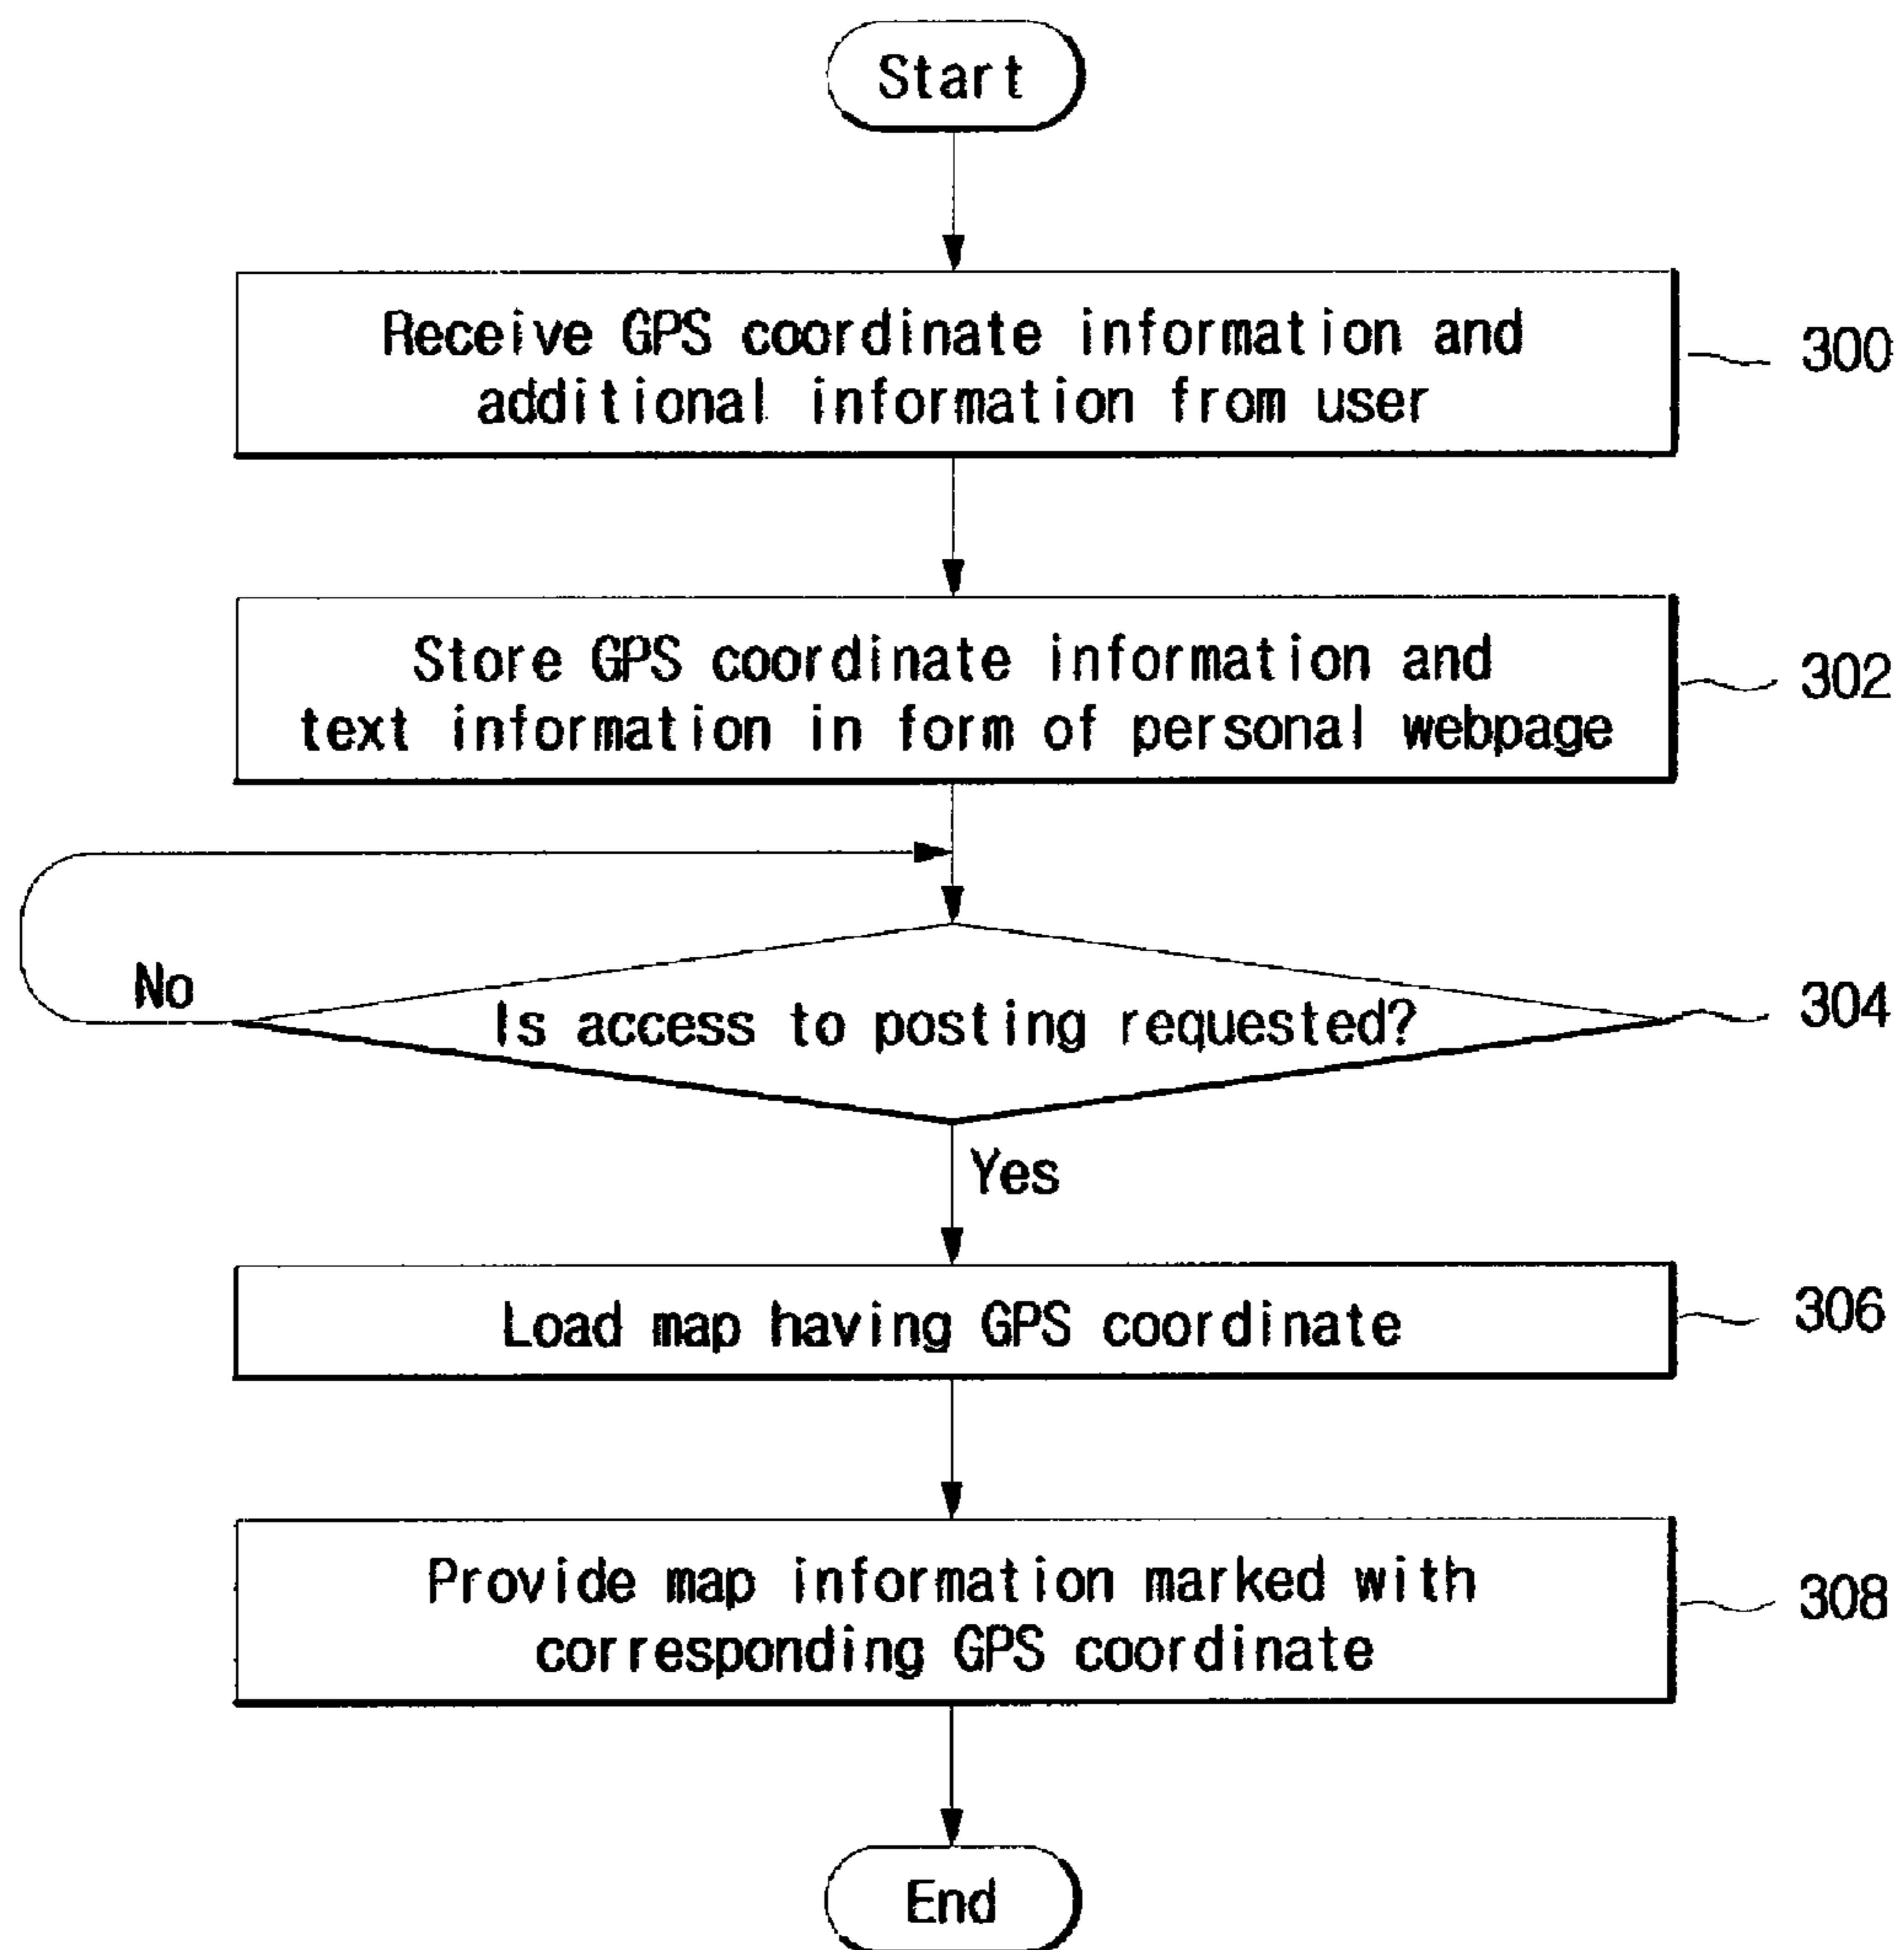 Start
Receive GPS coordinate information and
additional information from user
300
Store GPS coordinate information and
text information in form of personal webpage
302
No
Is access to posting requested?
304
Yes
Load map having GPS coordinate
306
Provide map information marked with
corresponding GPS coordinate
308
End